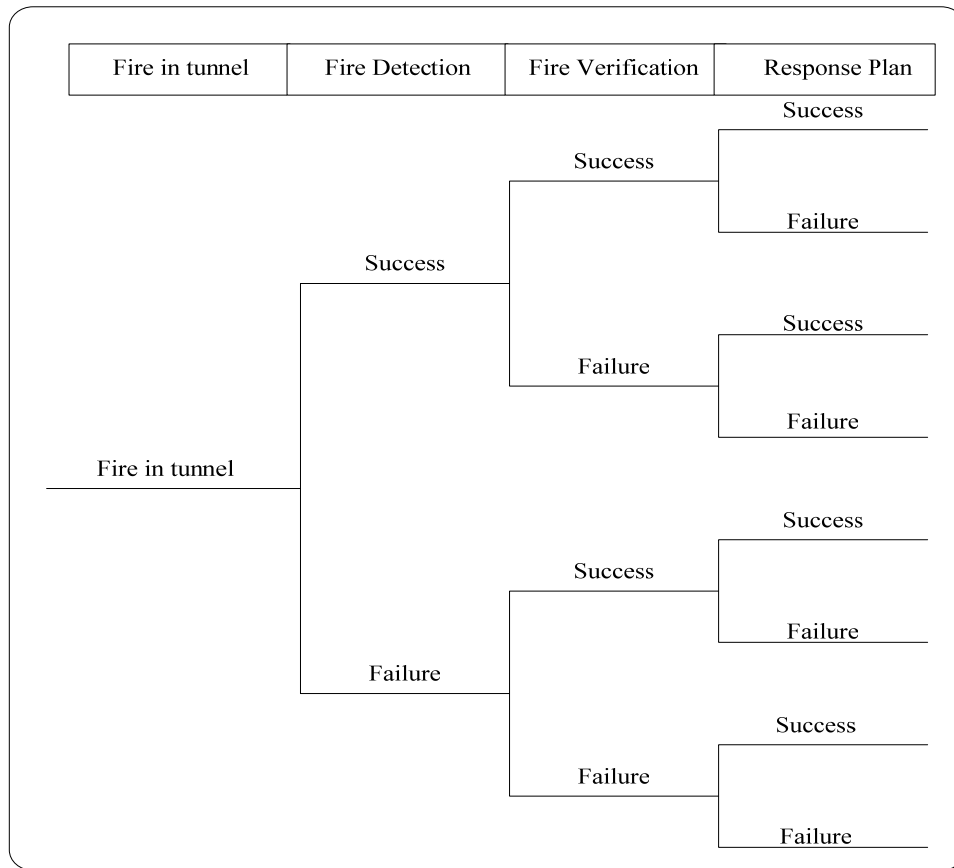 Fire in tunnel Fire Detection Fire Verification Response Plan
Success
Success
Failure
Success
Success
Failure
Failure
Fire in tunnel
Success
Success
Failure
Failure
Success
Failure
Failure